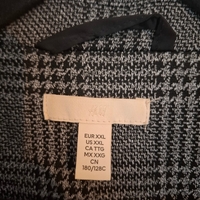 H&M
EUR XXL
US XXL
CA TTG
MX XXG
CN
180/128C